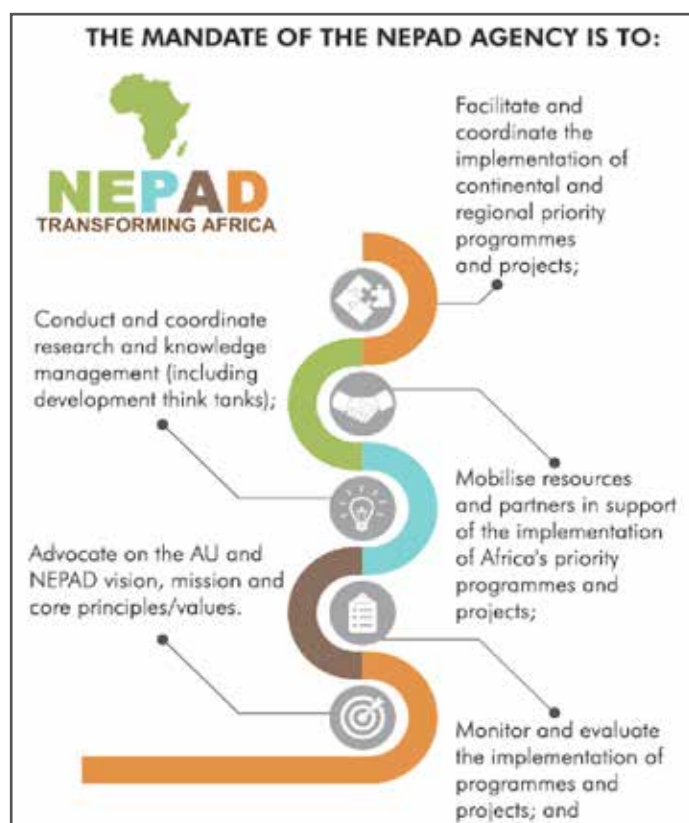 THE MANDATE OF THE NEPAD AGENCY IS TO:
NEPAD
TRANSFORMING AFRICA
Facilitate and
coordinate the
implementation of
continental and
regional priority
programmes
and projects;
Mobilise resources
and partners in support
of the implementation
of Africa's priority
programmes and
projects;
Conduct and coordinate
research and knowledge
management (including
development think tanks);
Monitor and evaluate
the implementation of
programmes and
projects; and
Advocate on the AU and
NEPAD vision, mission and
core principles/values.